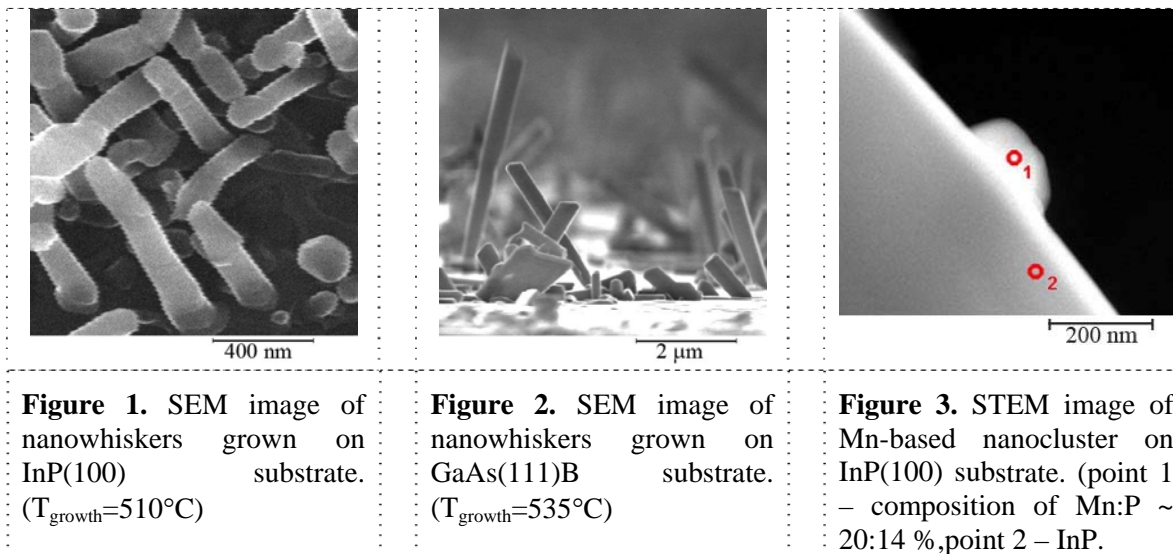 400 nm
2 μm
1
2
200 nm
Figure 1. SEM image of
nanowhiskers grown on
InP(100) substrate.
(Tgrowth=510°C)
Figure 2. SEM image of
nanowhiskers grown on
GaAs(111)B substrate.
(Tgrowth=535°C)
Figure 3. STEM image of
Mn-based nanocluster on
InP(100) substrate. (point 1
– composition of Mn:P ~
20:14 %,point 2 – InP.